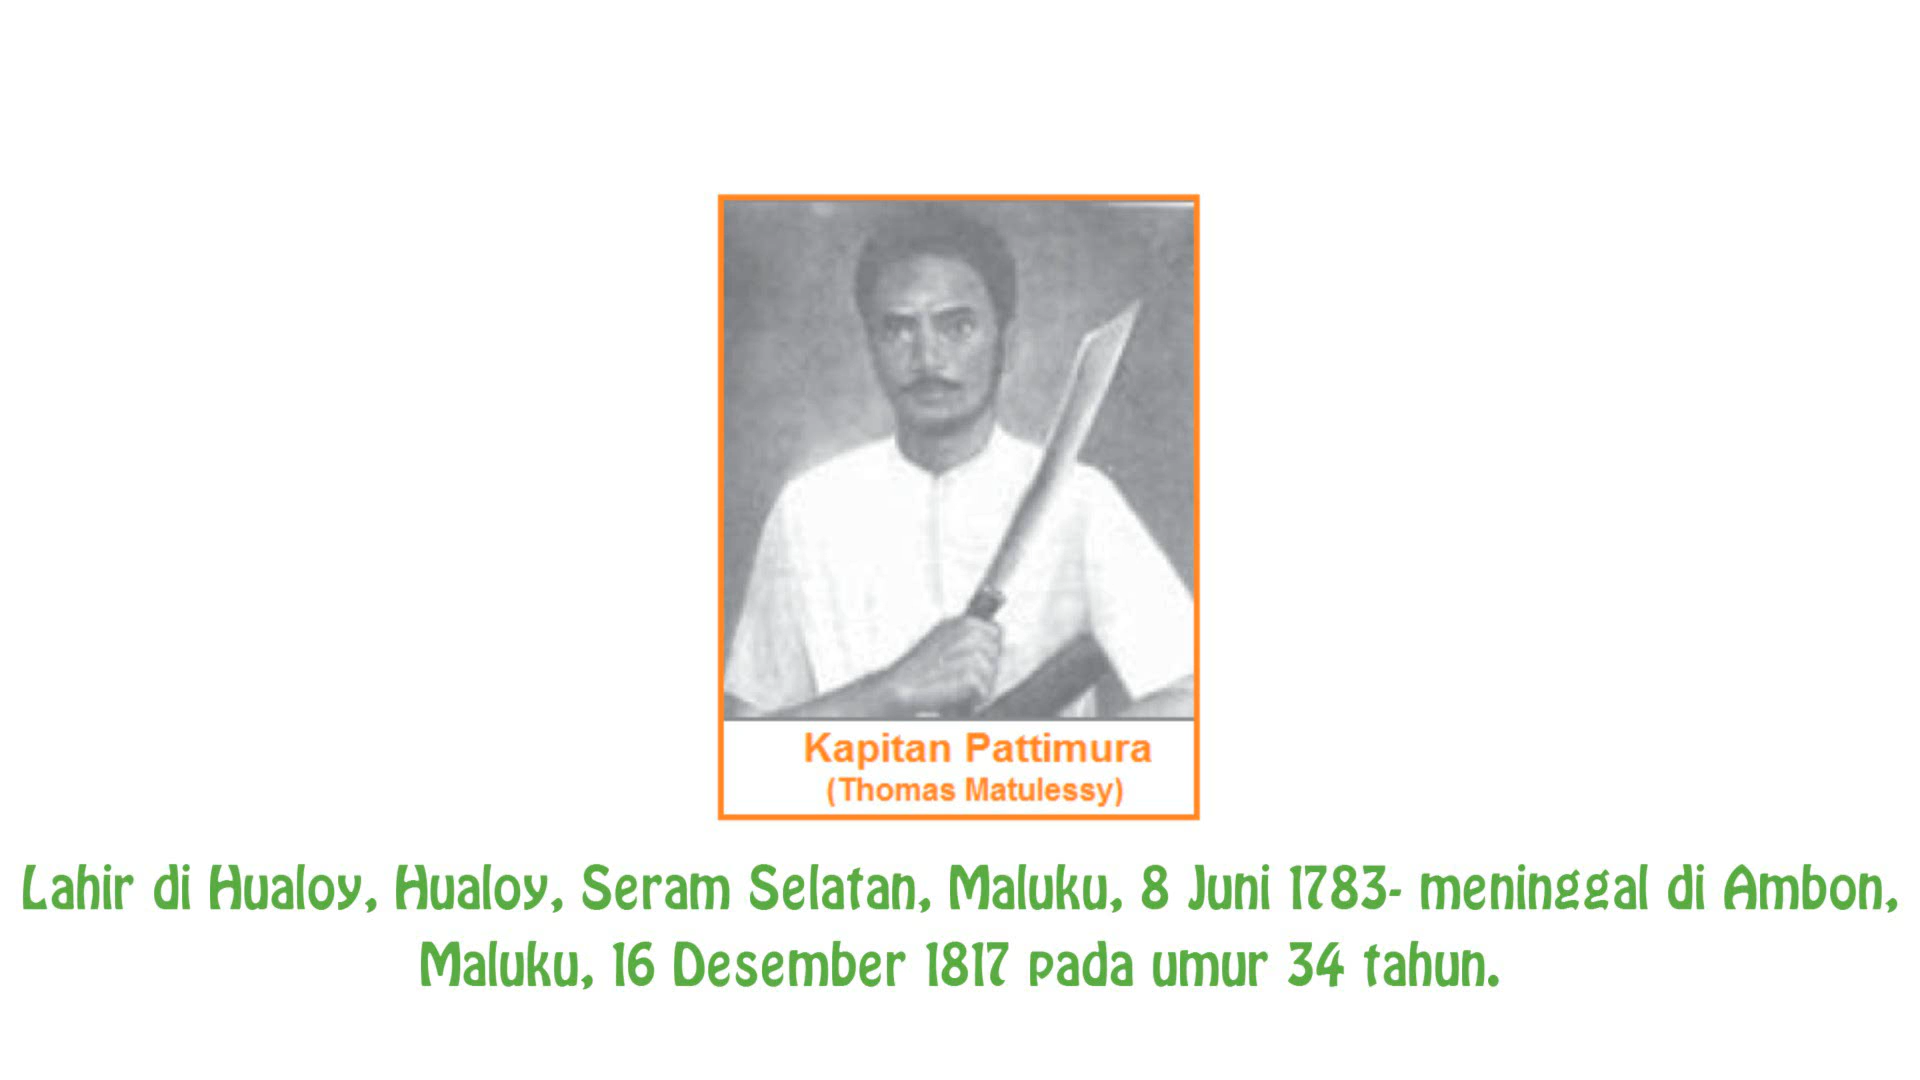 Kapitan Pattimura
(Thomas Matulessy)
Lahir di Hualoy, Hualoy, Seram Selatan, Maluku, 8 Juni 1783- meninggal di Ambon,
Maluku, 16 Desember 1817 pada umur 34 tahun.